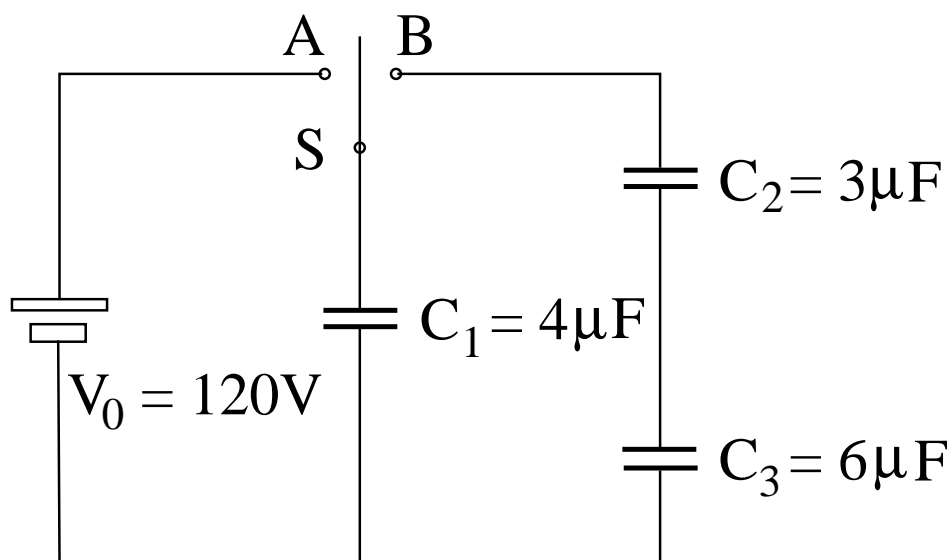 A B
S
C₂ = 3μF
C₁ = 4μF
V₀ = 120V
C₃ = 6μF